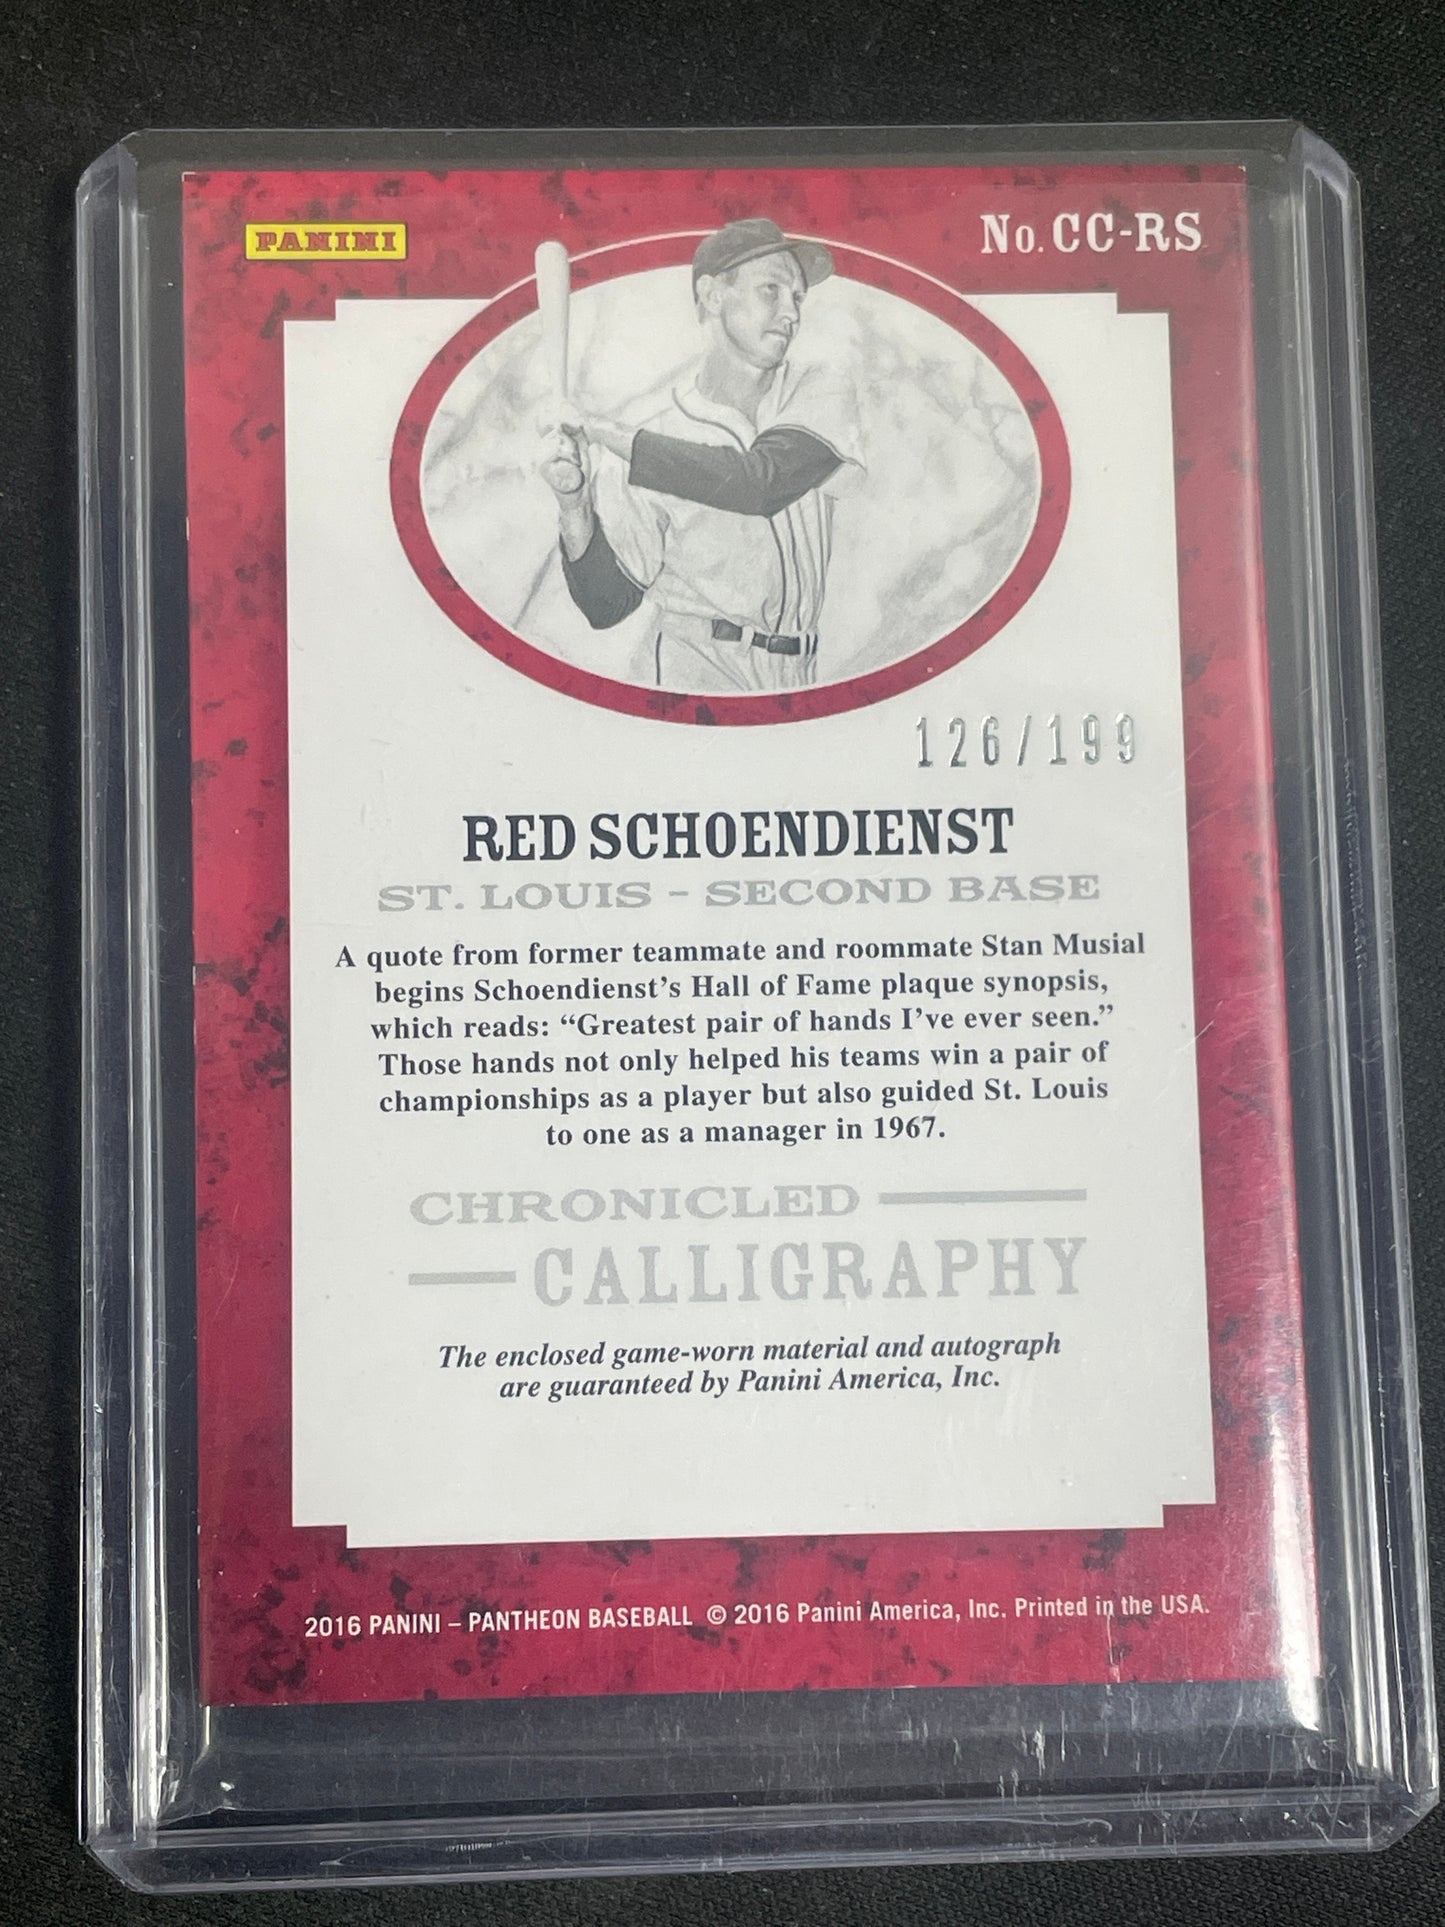 PANINI
No. CC-RS
126/199
RED SCHOENDIENST
ST. LOUIS - SECOND BASE
A quote from former teammate and roommate Stan Musial
begins Schoendienst's Hall of Fame plaque synopsis,
which reads: “Greatest pair of hands I've ever seen.”
Those hands not only helped his teams win a pair of
championships as a player but also guided St. Louis
to one as a manager in 1967.
CHRONICLED
CALLIGRAPHY
The enclosed game-worn material and autograph
are guaranteed by Panini America, Inc.
2016 PANINI – PANTHEON BASEBALL © 2016 Panini America, Inc. Printed in the USA.